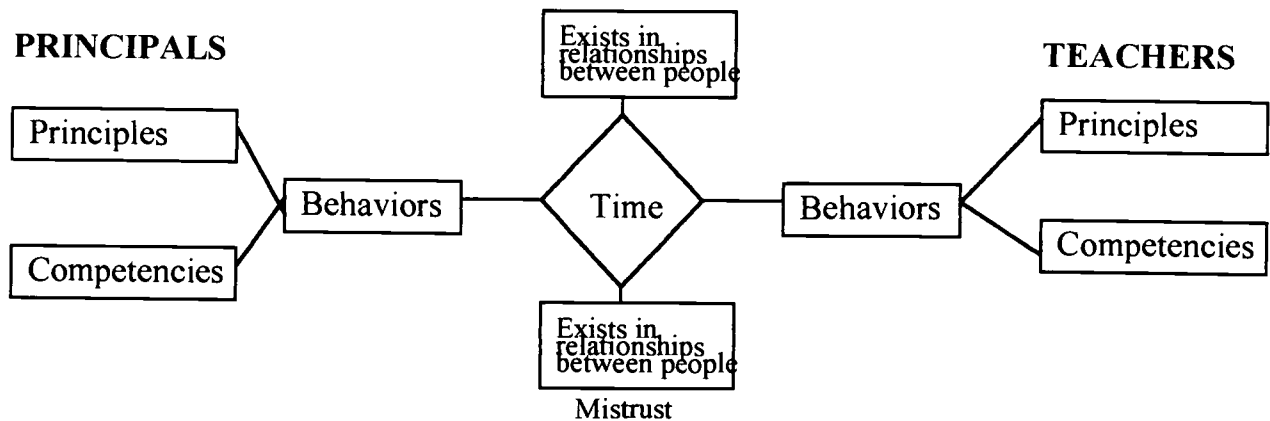 PRINCIPALS
Principles
Competencies
Behaviors
Exists in
relationships
between people
Time
Exists in
relationships
between people
Mistrust
Behaviors
TEACHERS
Principles
Competencies